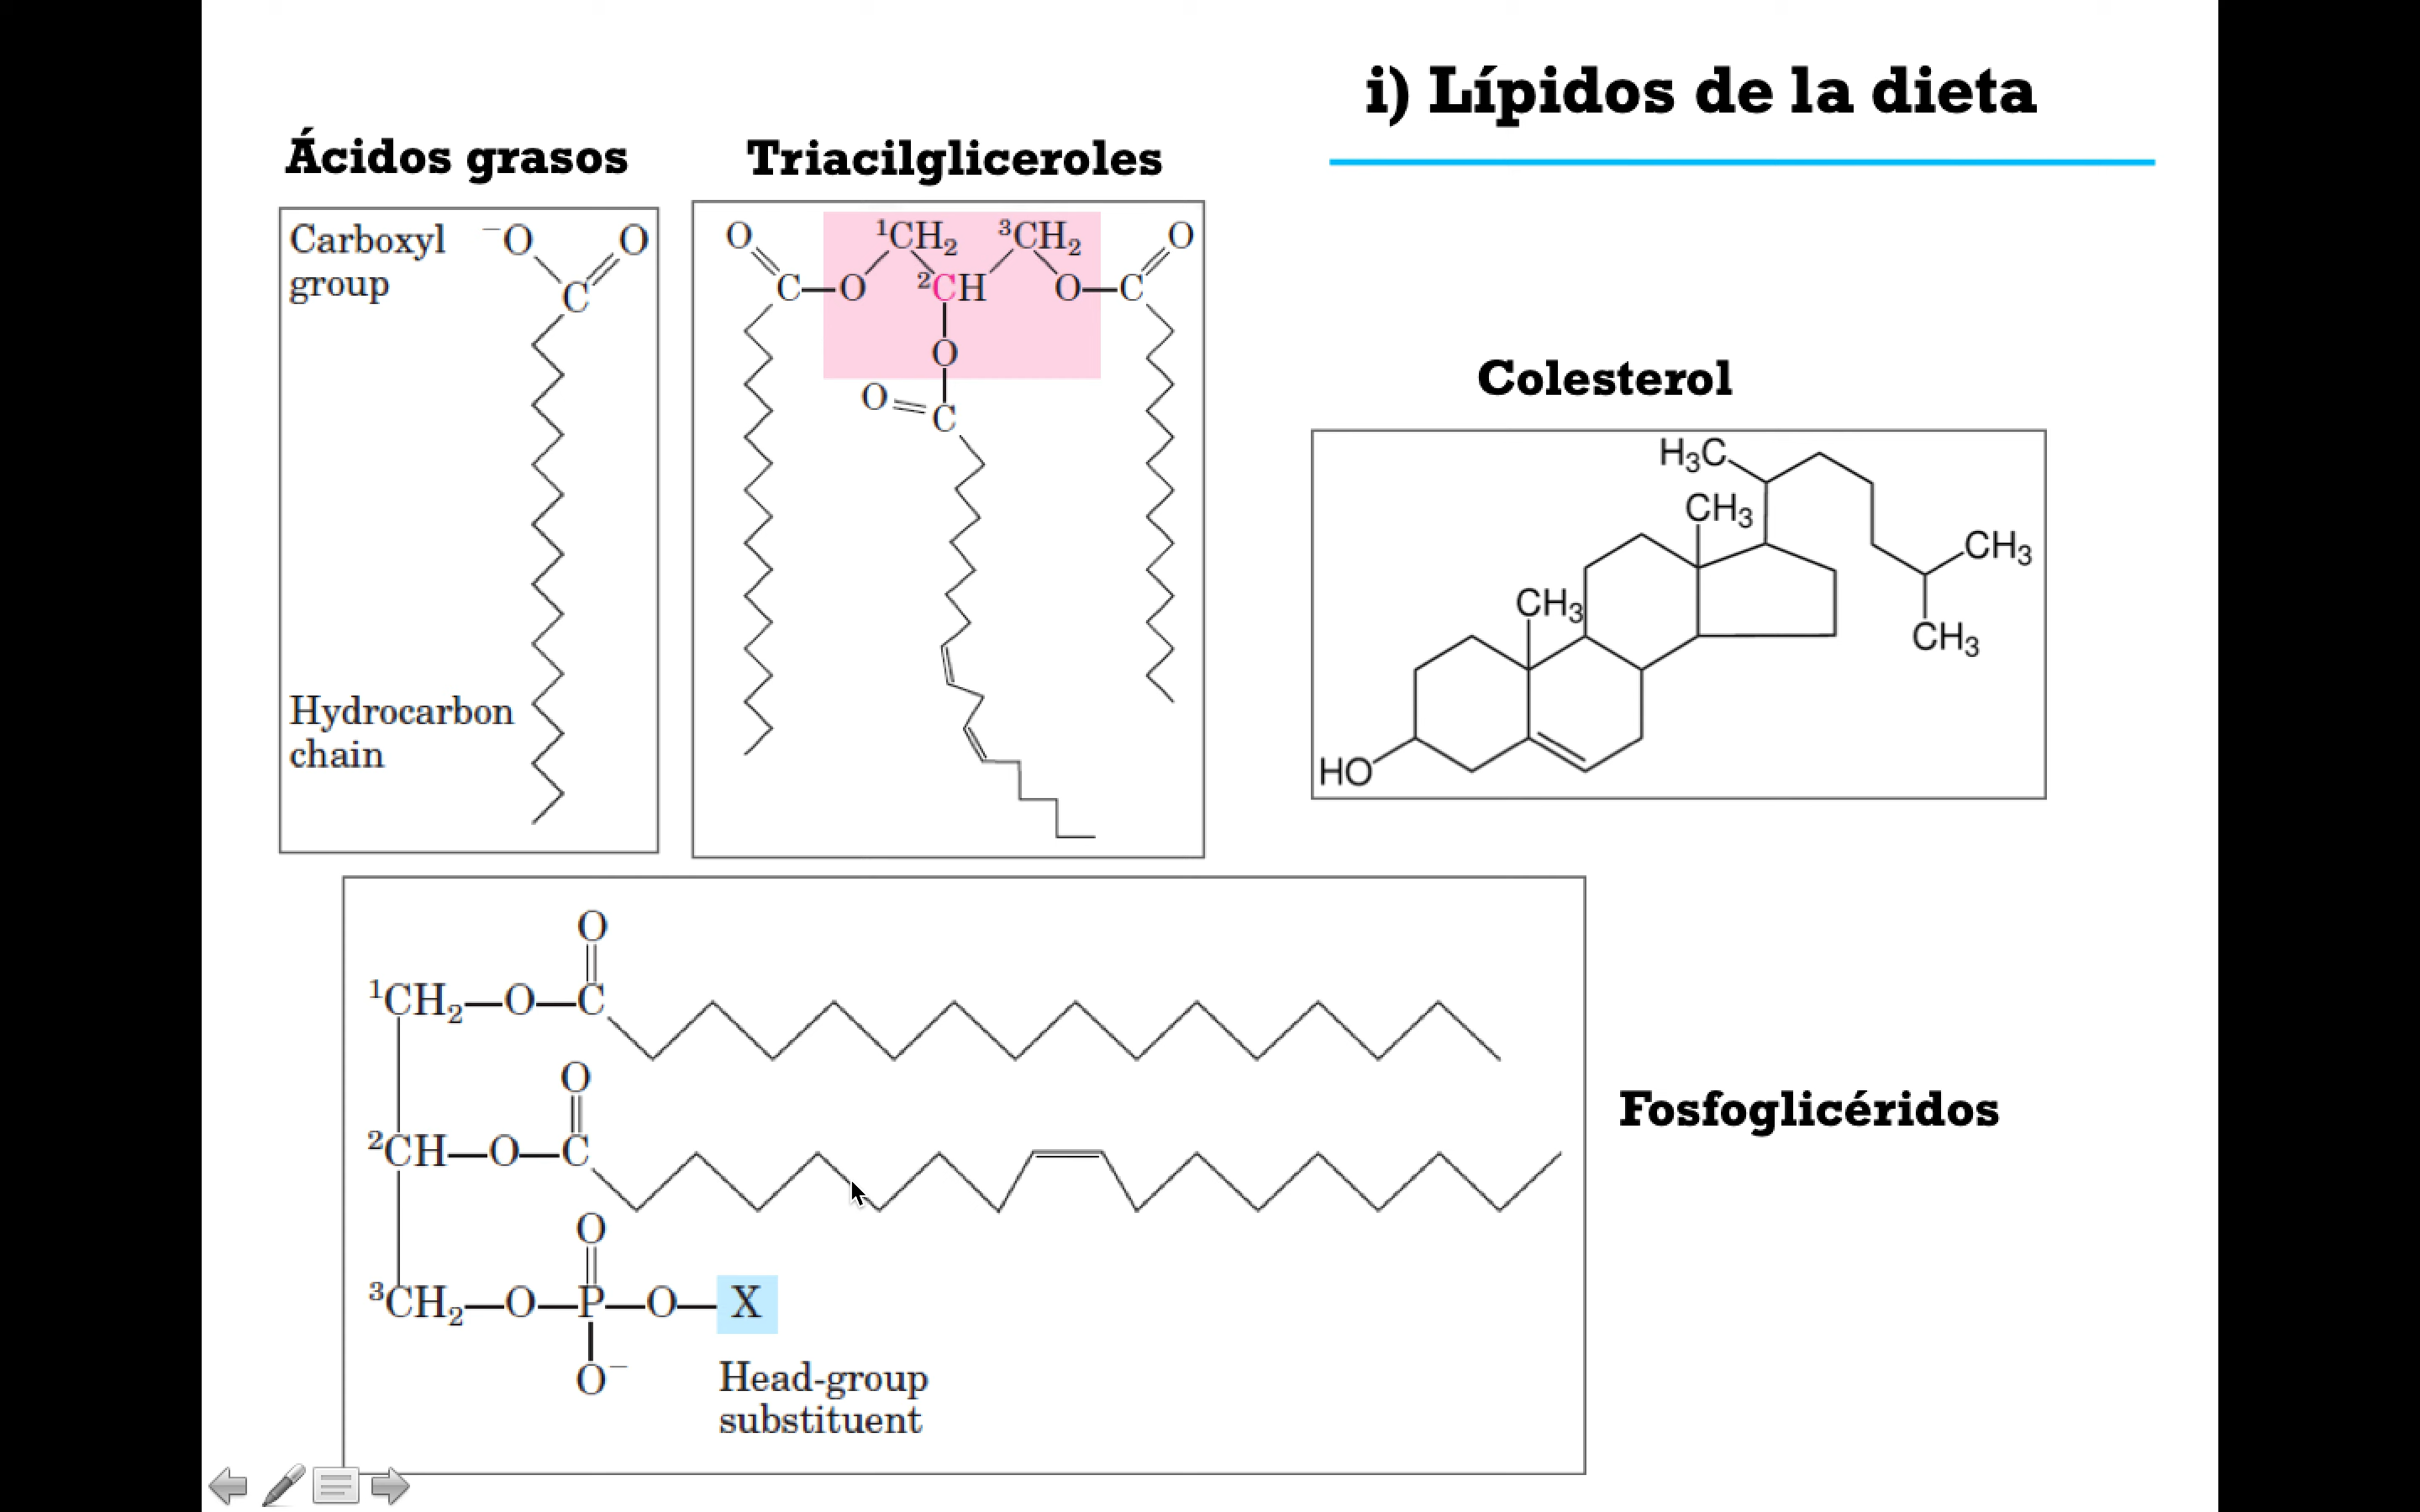 i) Lípidos de la dieta
Ácidos grasos
Carboxyl
group
⁻O
O
C
Hydrocarbon
chain
Triacilgliceroles
O ¹CH₂ ³CH₂ O
C—O ²CH O—C
O
O=C
Colesterol
H₃C
CH₃
CH₃
CH₃
CH₃
HO
Fosfoglicéridos
O
¹CH₂—O—C
O
²CH—O—C
O
³CH₂—O—P—O—X
O⁻
Head-group
substituent